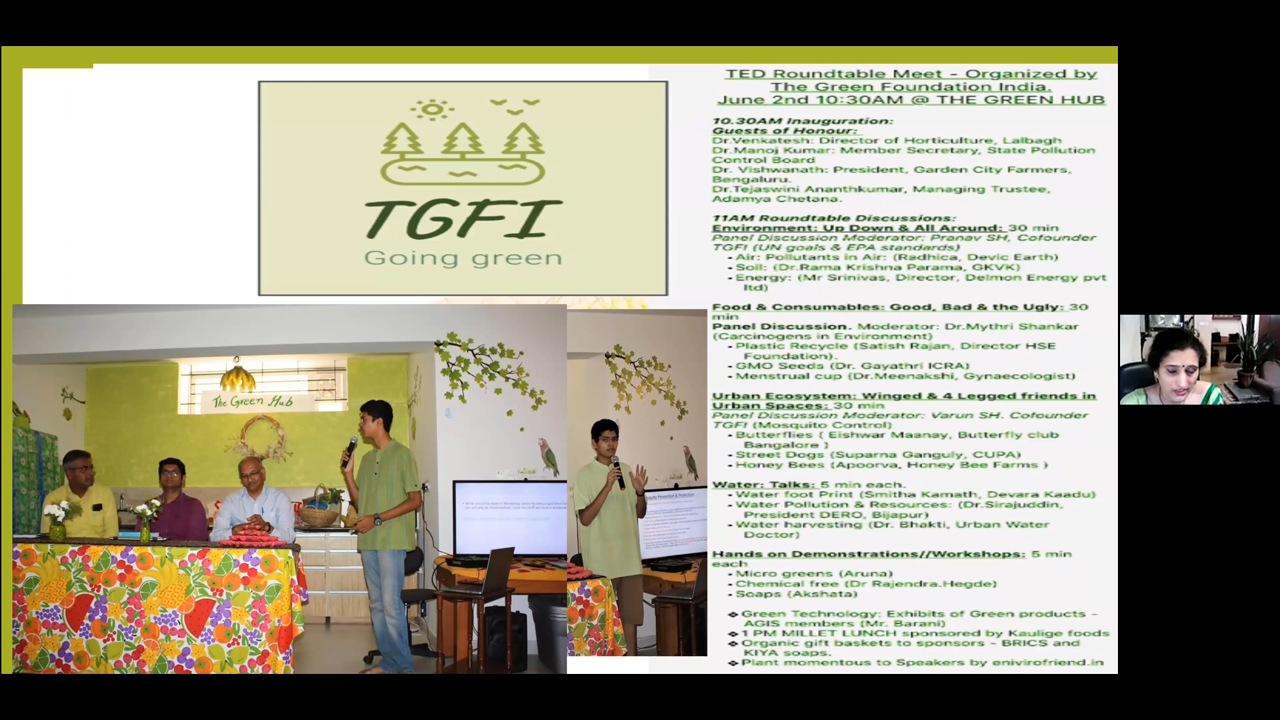 TGFI
Going green
The Green Hub
TED Roundtable Meet - Organized by
The Green Foundation India.
June 2nd 10:30AM @ THE GREEN HUB
10.30AM Inauguration:
Guests of Honour:
Dr.Venkatesh: Director of Horticulture, Lalbagh
Dr.Manoj Kumar: Member Secretary, State Pollution
Control Board
Dr. Vishwanath: President, Garden City Farmers,
Bengaluru.
Dr.Tejaswini Ananthkumar, Managing Trustee,
Adamya Chetana.
11AM Roundtable Discussions:
Environment: Up Down & All Around: 30 min
Panel Discussion Moderator: Pranav SH, Cofounder
TGFI (UN goals & EPA standards)
• Air: Pollutants in Air: (Radhica, Devic Earth)
• Soil: (Dr.Rama Krishna Parama, GKVK)
• Energy: (Mr Srinivas, Director, Delmon Energy pvt
ltd)
Food & Consumables: Good, Bad & the Ugly: 30
min
Panel Discussion. Moderator: Dr.Mythri Shankar
(Carcinogens in Environment)
• Plastic Recycle (Satish Rajan, Director HSE
Foundation).
• GMO Seeds (Dr. Gayathri ICRA)
• Menstrual cup (Dr.Meenakshi, Gynaecologist)
Urban Ecosystem: Winged & 4 Legged friends in
Urban Spaces: 30 min
Panel Discussion Moderator: Varun SH. Cofounder
TGFI (Mosquito Control)
• Butterflies ( Eishwar Maanay, Butterfly club
Bangalore )
• Street Dogs (Suparna Ganguly, CUPA)
• Honey Bees (Apoorva, Honey Bee Farms )
Water: Talks: 5 min each.
• Water foot Print (Smitha Kamath, Devara Kaadu)
• Water Pollution & Resources: (Dr.Sirajuddin,
President DERO, Bijapur)
• Water harvesting (Dr. Bhakti, Urban Water
Doctor)
Hands on Demonstrations//Workshops: 5 min
each
• Micro greens (Aruna)
• Chemical free (Dr Rajendra.Hegde)
• Soaps (Akshata)
❖ Green Technology: Exhibits of Green products -
AGIS members (Mr. Barani)
❖ 1 PM MILLET LUNCH sponsored by Kaulige foods
❖ Organic gift baskets to sponsors - BRICS and
KIYA soaps.
❖ Plant momentous to Speakers by enivirofriend.in